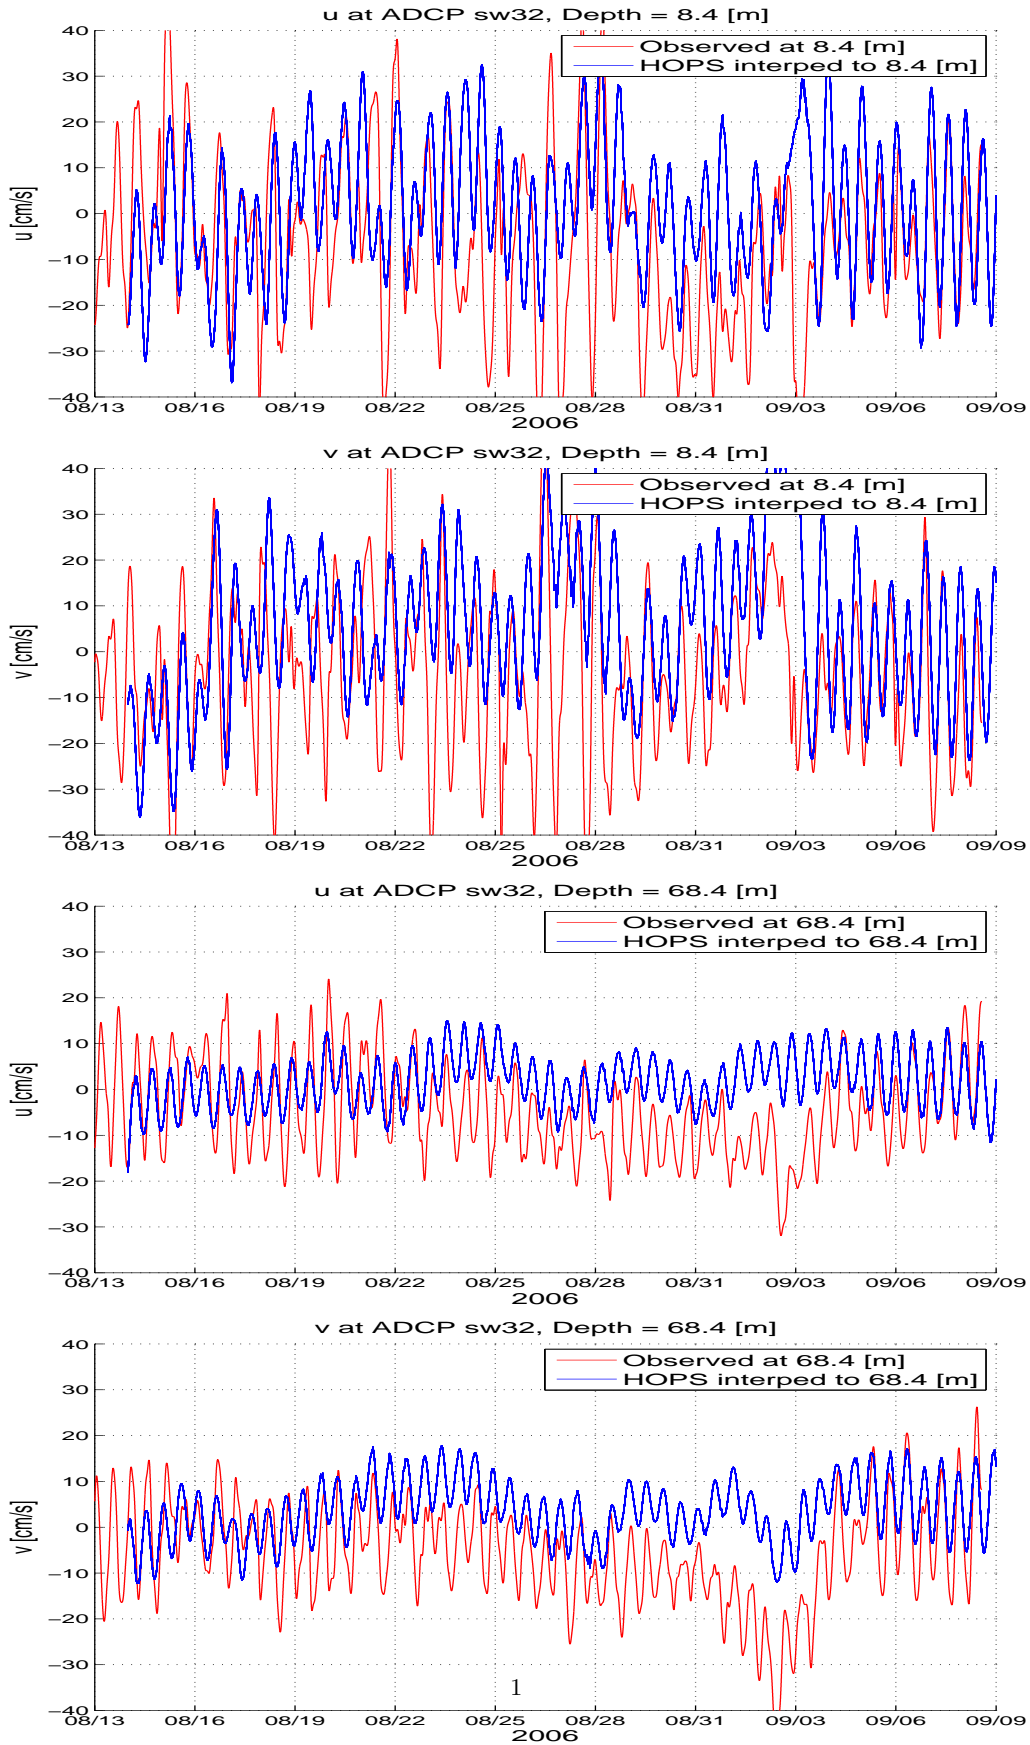 u at ADCP sw32, Depth = 8.4 [m]
40
30
20
10
0
−10
−20
−30
−40
u [cm/s]
Observed at 8.4 [m]
HOPS interped to 8.4 [m]
08/13 08/16 08/19 08/22 08/25 08/28 08/31 09/03 09/06 09/09
2006
v at ADCP sw32, Depth = 8.4 [m]
40
30
20
10
0
−10
−20
−30
−40
v [cm/s]
Observed at 8.4 [m]
HOPS interped to 8.4 [m]
08/13 08/16 08/19 08/22 08/25 08/28 08/31 09/03 09/06 09/09
2006
u at ADCP sw32, Depth = 68.4 [m]
40
30
20
10
0
−10
−20
−30
−40
u [cm/s]
Observed at 68.4 [m]
HOPS interped to 68.4 [m]
08/13 08/16 08/19 08/22 08/25 08/28 08/31 09/03 09/06 09/09
2006
v at ADCP sw32, Depth = 68.4 [m]
40
30
20
10
0
−10
−20
−30
−40
v [cm/s]
Observed at 68.4 [m]
HOPS interped to 68.4 [m]
1
08/13 08/16 08/19 08/22 08/25 08/28 08/31 09/03 09/06 09/09
2006